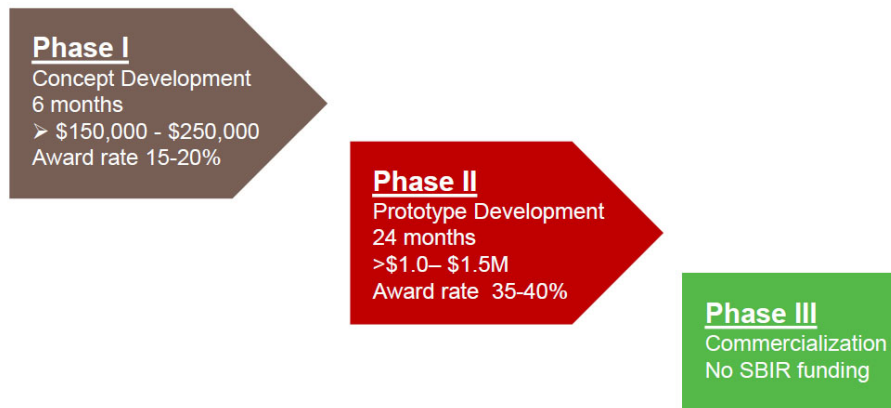 Phase I
Concept Development
6 months
➢ $150,000 - $250,000
Award rate 15-20%
Phase II
Prototype Development
24 months
>$1.0– $1.5M
Award rate  35-40%
Phase III
Commercialization
No SBIR funding